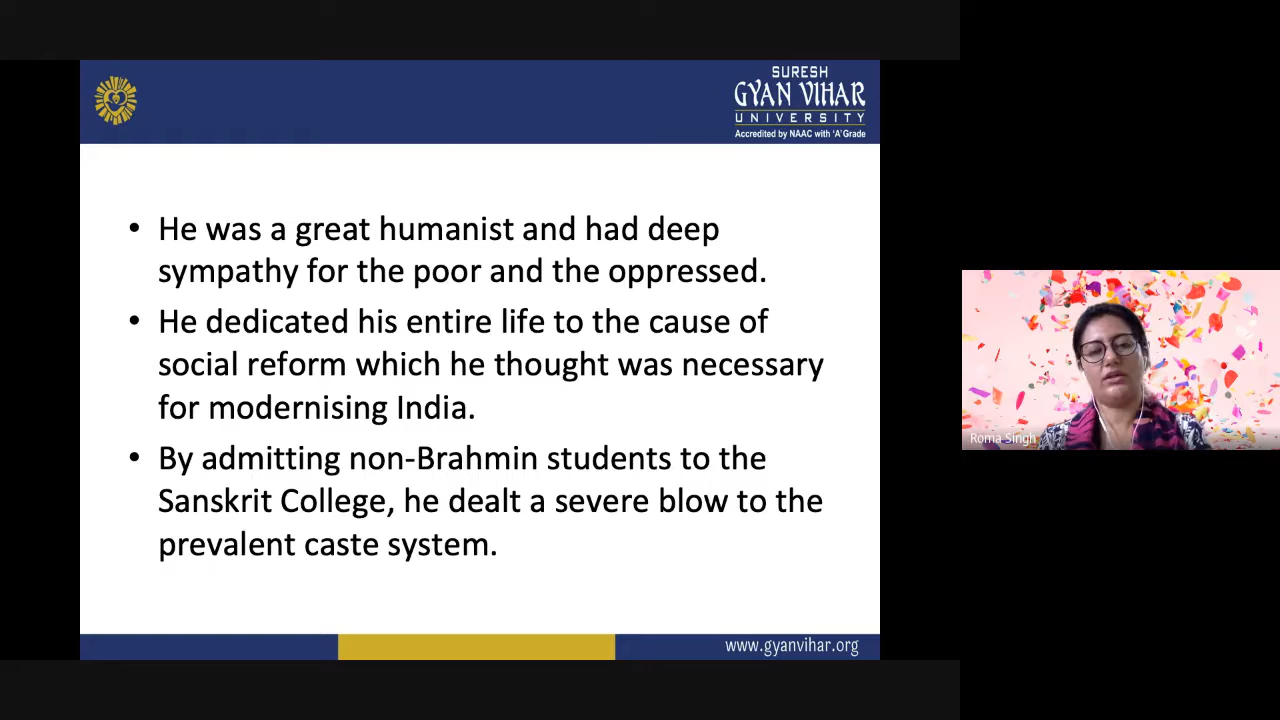 SURESH
GYAN VIHAR
UNIVERSITY
Accredited by NAAC with 'A' Grade
• He was a great humanist and had deep
sympathy for the poor and the oppressed.
• He dedicated his entire life to the cause of
social reform which he thought was necessary
for modernising India.
• By admitting non-Brahmin students to the
Sanskrit College, he dealt a severe blow to the
prevalent caste system.
Roma Singh
www.gyanvihar.org